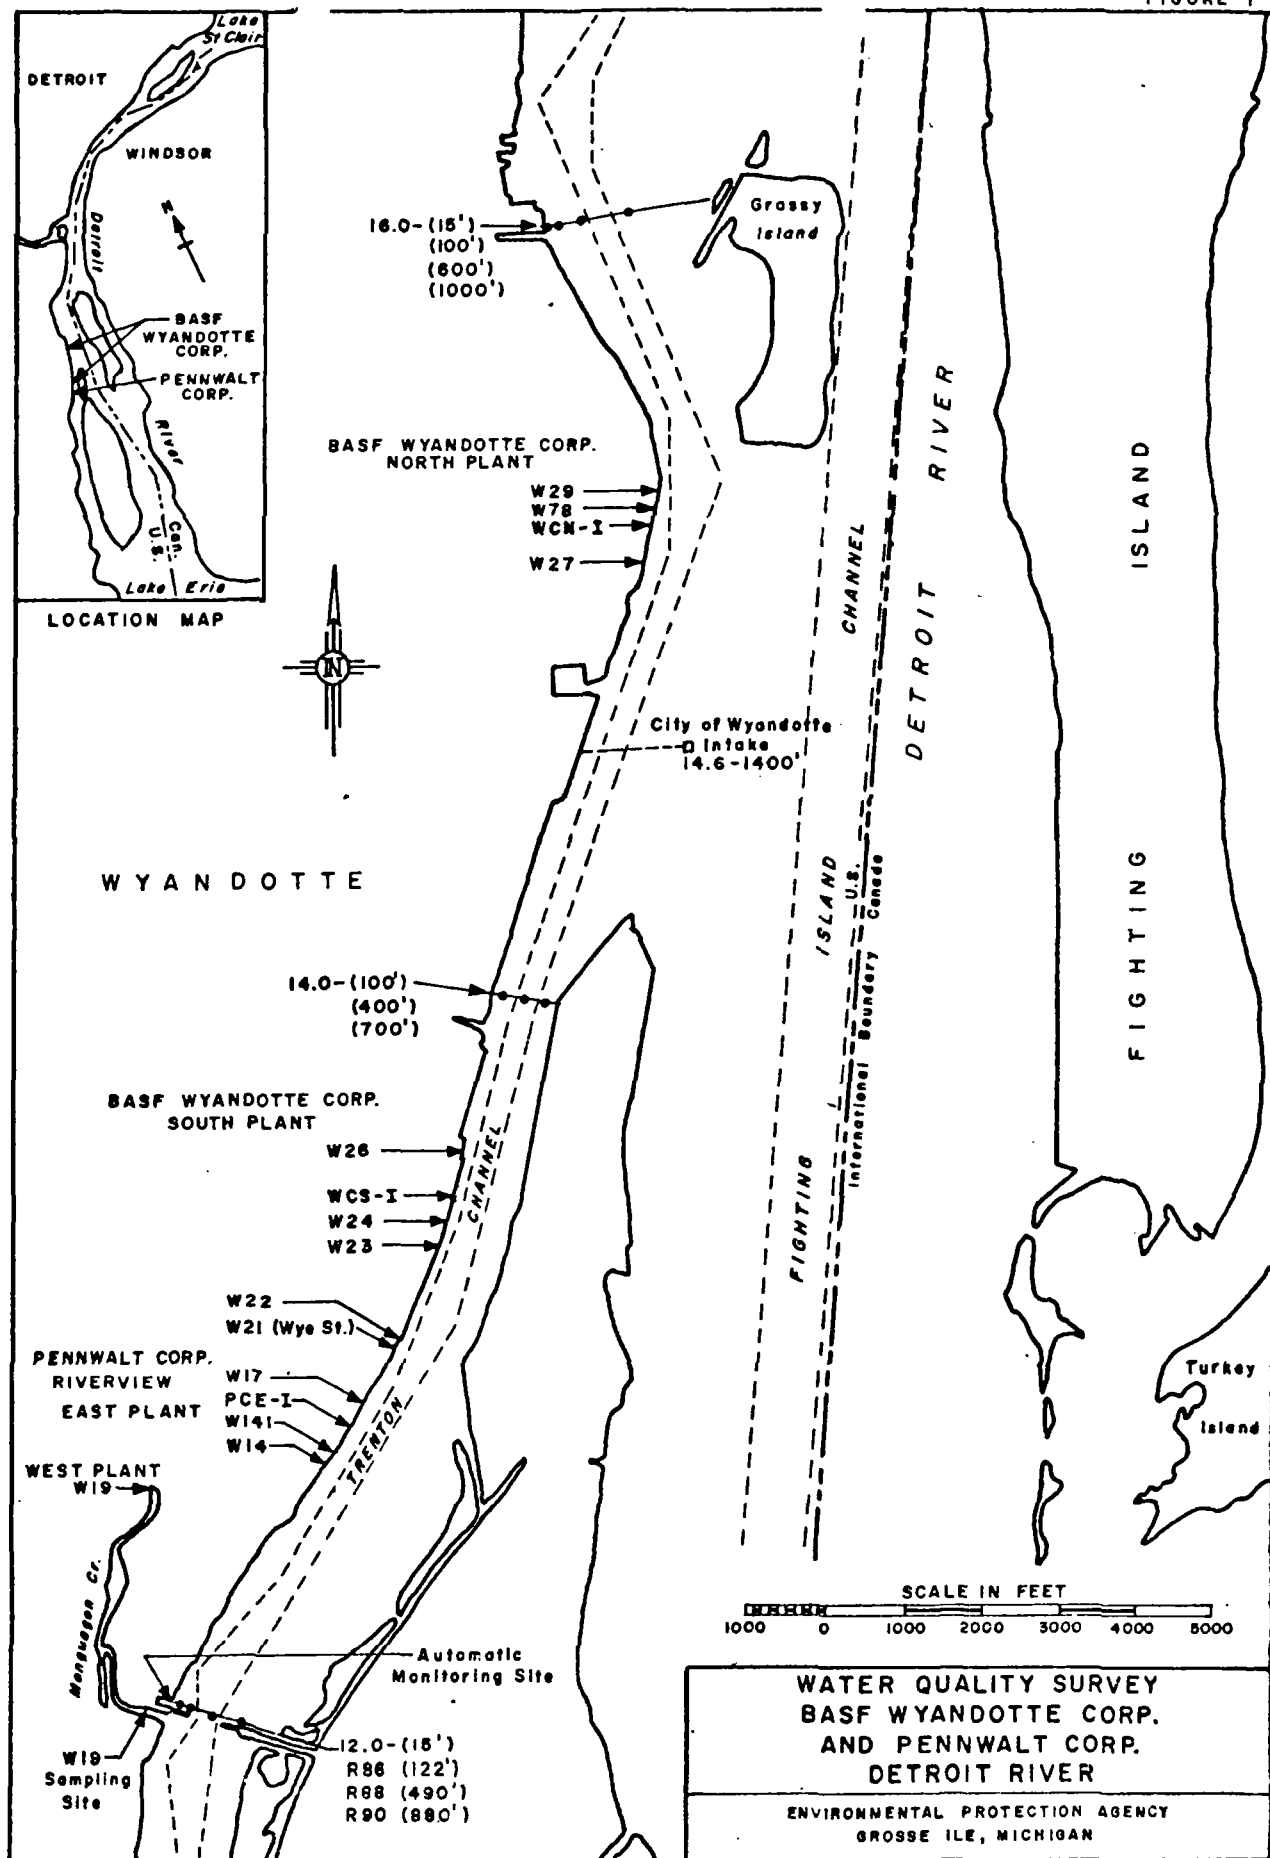 FIGURE 1
Lake
St Clair
DETROIT
WINDSOR
N
Detroit
BASF
WYANDOTTE
CORP.
PENNWALT
CORP.
River
Can.
U.S.
Lake Erie
LOCATION MAP
N
16.0-(15')
(100')
(600')
(1000')
Grassy
Island
BASF WYANDOTTE CORP.
NORTH PLANT
W29
W78
WCN-I
W27
City of Wyandotte
Intake
14.6-1400'
WYANDOTTE
FIGHTING ISLAND CHANNEL
DETROIT RIVER
U.S.
International Boundary Canada
FIGHTING ISLAND
14.0-(100')
(400')
(700')
BASF WYANDOTTE CORP.
SOUTH PLANT
W26
WCS-I
W24
W23
W22
W21 (Wye St.)
TRENTON CHANNEL
PENNWALT CORP.
RIVERVIEW
EAST PLANT
W17
PCE-I
W141
W14
WEST PLANT
W19
Monguagon Cr.
Turkey
Island
Automatic
Monitoring Site
W19
Sampling
Site
12.0-(15')
R86 (122')
R88 (490')
R90 (880')
SCALE IN FEET
1000 0 1000 2000 3000 4000 5000
WATER QUALITY SURVEY
BASF WYANDOTTE CORP.
AND PENNWALT CORP.
DETROIT RIVER
ENVIRONMENTAL PROTECTION AGENCY
GROSSE ILE, MICHIGAN